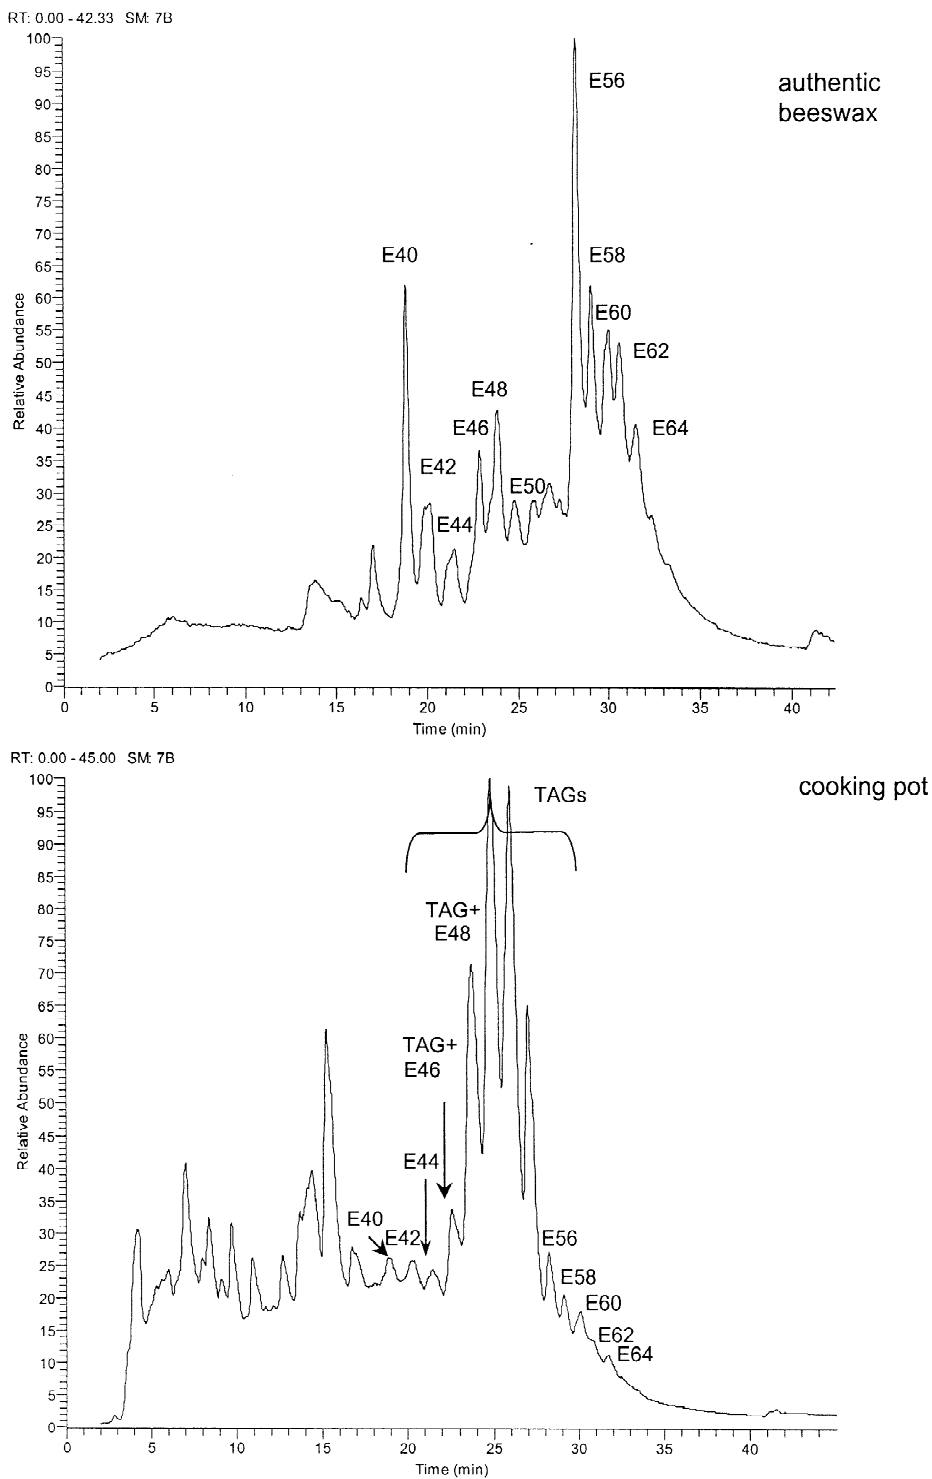 RT: 0.00 - 42.33 SM: 7B
authentic
beeswax
100
95
90
85
80
75
70
65
60
55
50
45
40
35
30
25
20
15
10
5
0
Relative Abundance
E56
E40
E58
E60
E62
E48
E46
E64
E42
E50
E44
0 5 10 15 20 25 30 35 40
Time (min)
RT: 0.00 - 45.00 SM: 7B
cooking pot
100
95
90
85
80
75
70
65
60
55
50
45
40
35
30
25
20
15
10
5
0
Relative Abundance
TAGs
TAG+
E48
TAG+
E46
E44
E40
E42
E56
E58
E60
E62
E64
0 5 10 15 20 25 30 35 40
Time (min)